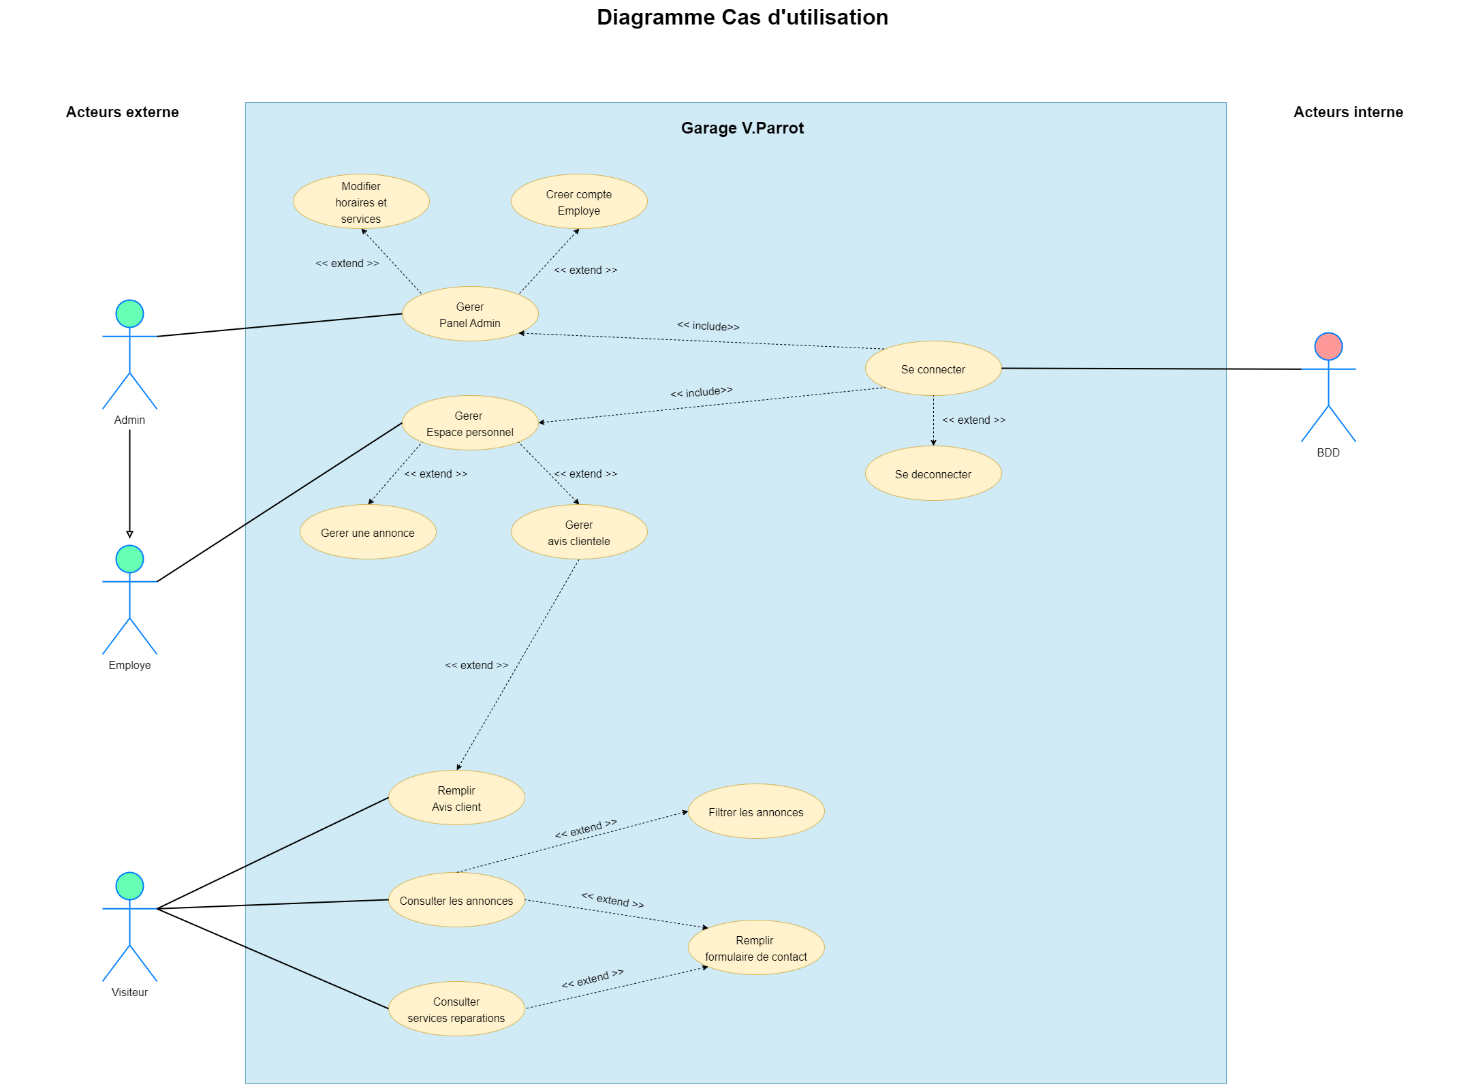 Diagramme Cas d'utilisation
Acteurs externe
Acteurs interne
Garage V.Parrot
Modifier
horaires et
services
Creer compte
Employe
<< extend >>
<< extend >>
Gerer
Panel Admin
<< include>>
Se connecter
Admin
<< include>>
Gerer
Espace personnel
<< extend >>
BDD
<< extend >>
<< extend >>
Se deconnecter
Gerer une annonce
Gerer
avis clientele
Employe
<< extend >>
Remplir
Avis client
Filtrer les annonces
<< extend >>
Consulter les annonces
<< extend >>
Remplir
formulaire de contact
<< extend >>
Visiteur
Consulter
services reparations